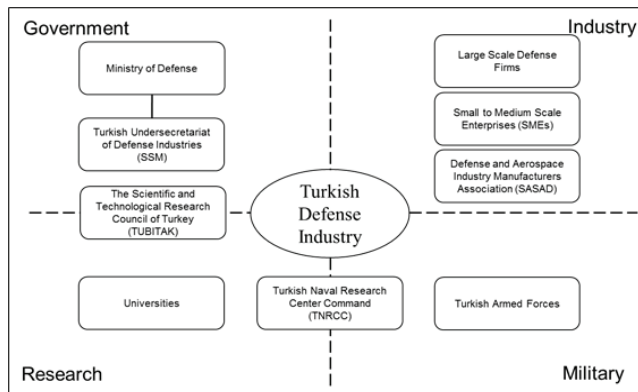 Government
Industry
Ministry of Defense
Large Scale Defense
Firms
Turkish Undersecretariat
of Defense Industries
(SSM)
Small to Medium Scale
Enterprises (SMEs)
Defense and Aerospace
Industry Manufacturers
Association (SASAD)
The Scientific and
Technological Research
Council of Turkey
(TUBITAK)
Turkish
Defense
Industry
Universities
Turkish Naval Research
Center Command
(TNRCC)
Turkish Armed Forces
Research
Military